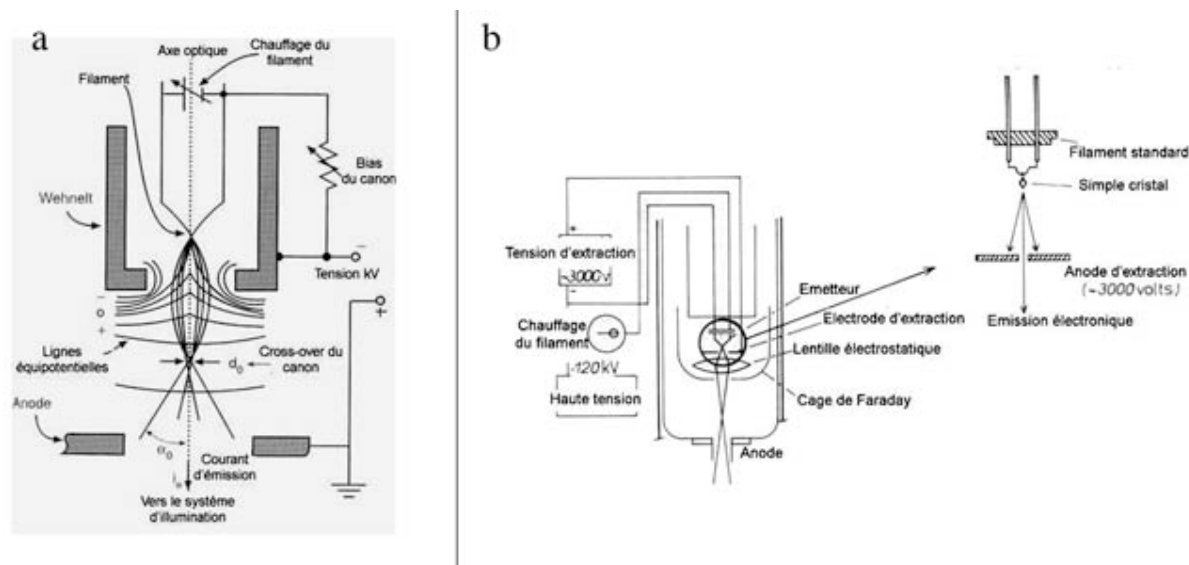 a
Axe optique
Chauffage du
filament
Filament
Bias
du canon
Wehnelt
Tension kV
−
+
−
o
+
Lignes
équipotentielles
d₀
Cross-over du
canon
Anode
α₀
Courant
d'émission
Vers le système
d'illumination
b
+
Tension d'extraction
~3000v
−
Chauffage
du filament
-120kV
Haute tension
Emetteur
Electrode d'extraction
Lentille électrostatique
Cage de Faraday
Anode
Filament standard
Simple cristal
Anode d'extraction
(~3000 volts)
Emission électronique